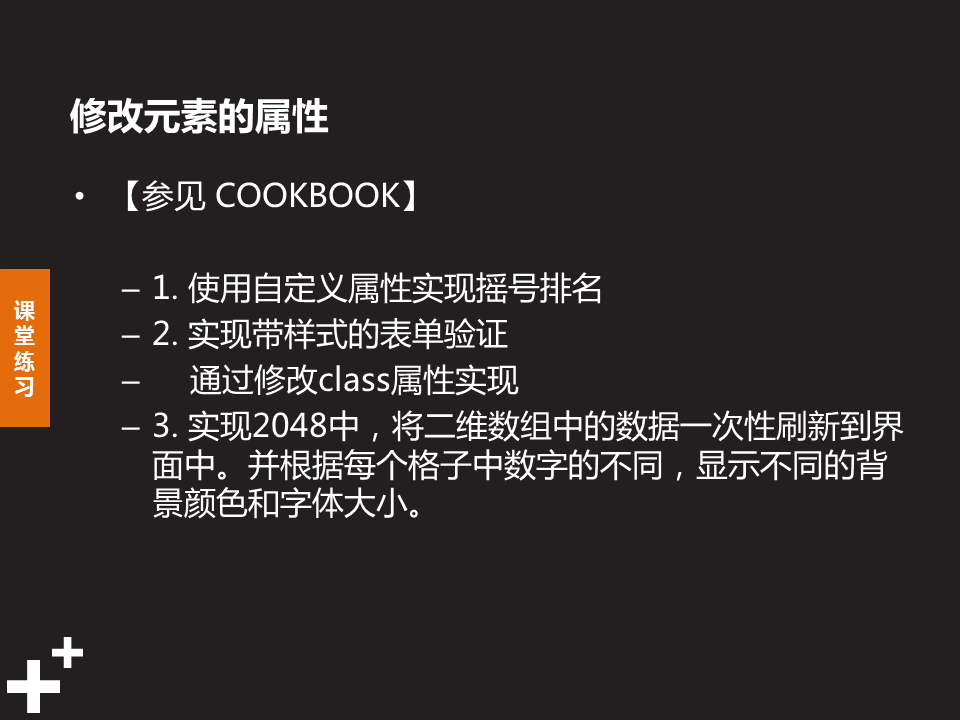 修改元素的属性
• 【参见 COOKBOOK】
– 1. 使用自定义属性实现摇号排名
– 2. 实现带样式的表单验证
– 通过修改class属性实现
– 3. 实现2048中，将二维数组中的数据一次性刷新到界
面中。并根据每个格子中数字的不同，显示不同的背
景颜色和字体大小。
课
堂
练
习